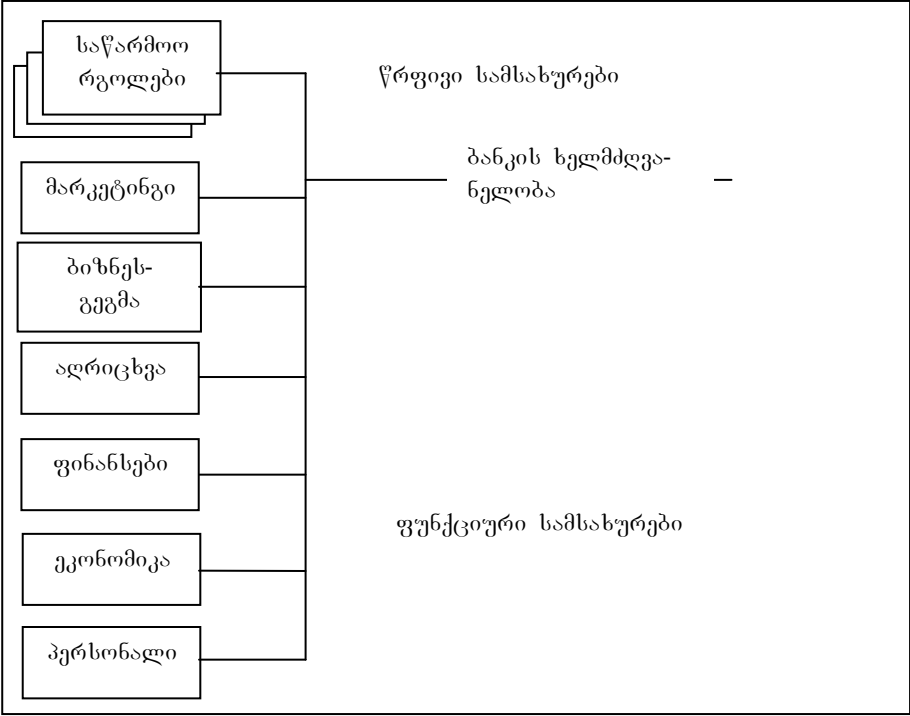 საწარმოო
რგოლები
წრფივი სამსახურები
ბანკის ხელმძღვა-
ნელობა
მარკეტინგი
ბიზნეს-
გეგმა
აღრიცხვა
ფინანსები
ფუნქციური სამსახურები
ეკონომიკა
პერსონალი